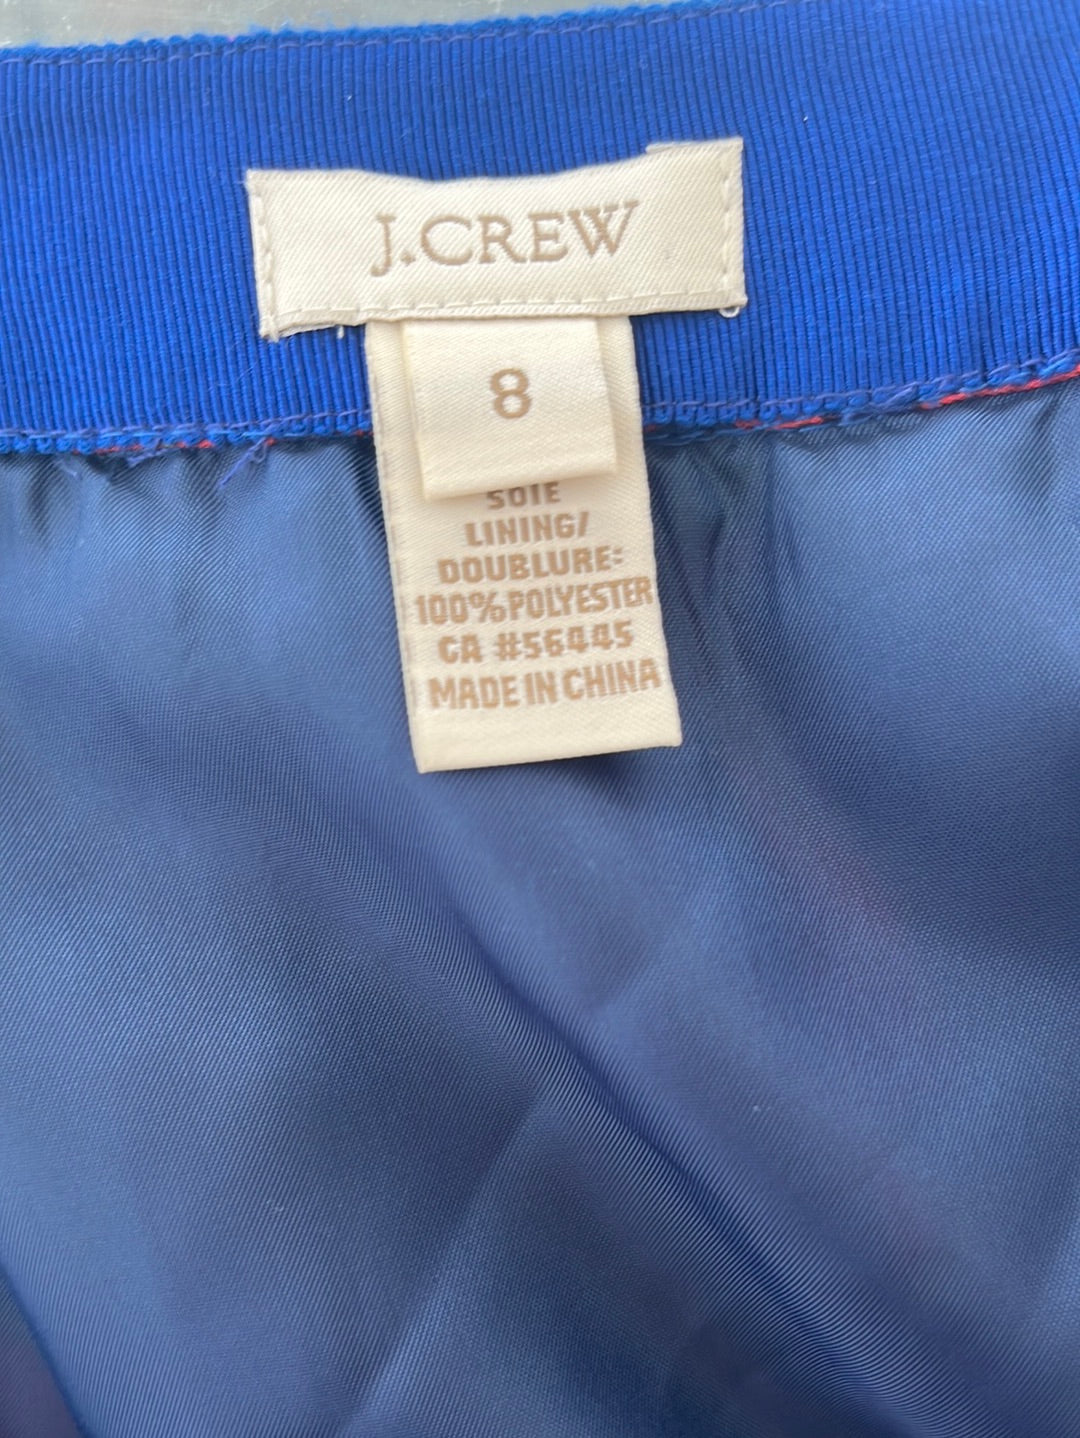 J.CREW
8
SOIE
LINING/
DOUBLURE:
100% POLYESTER
CA #56445
MADE IN CHINA